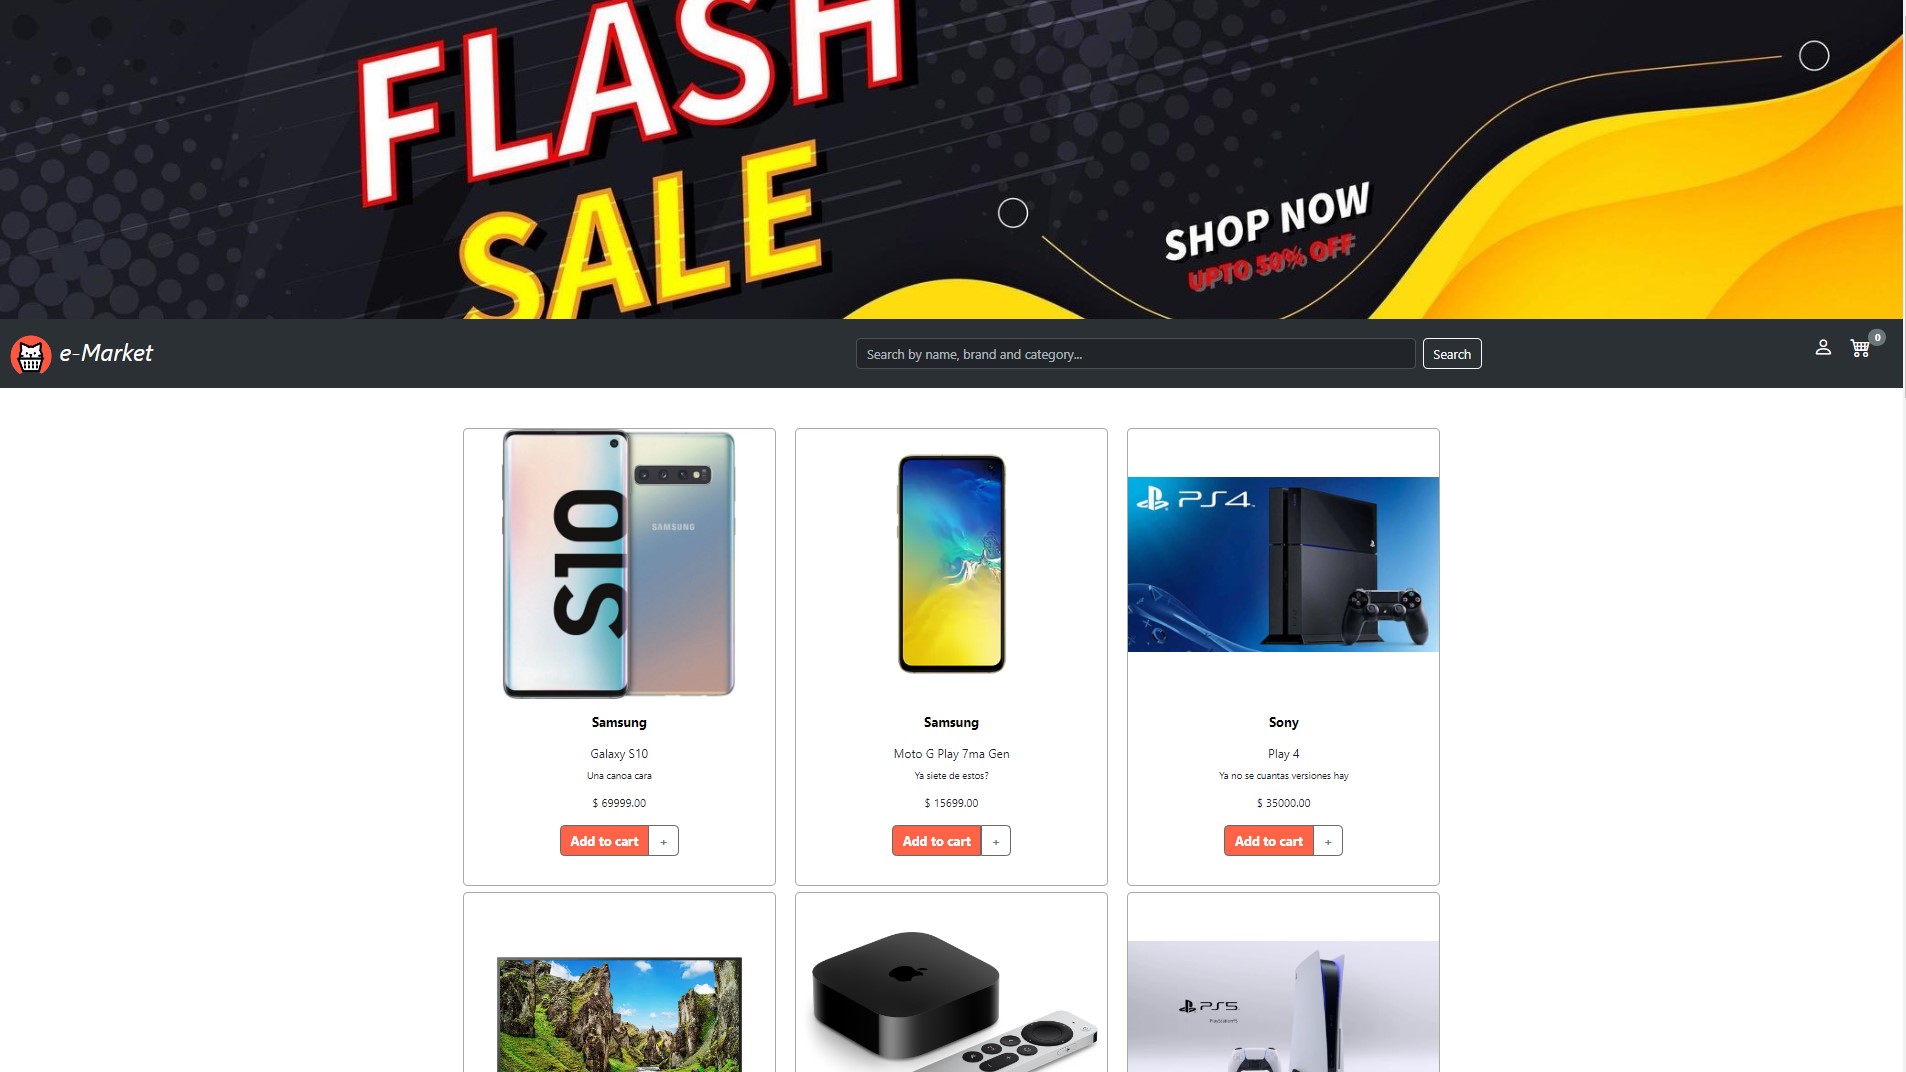 FLASH
SALE
SHOP NOW
UPTO 50% OFF
e-Market
Search by name, brand and category...
Search
0
S10
SAMSUNG
PS4
Samsung
Galaxy S10
Una canoa cara
$ 69999.00
Add to cart
+
Samsung
Moto G Play 7ma Gen
Ya siete de estos?
$ 15699.00
Add to cart
+
Sony
Play 4
Ya no se cuantas versiones hay
$ 35000.00
Add to cart
+
PS5
PlayStation5